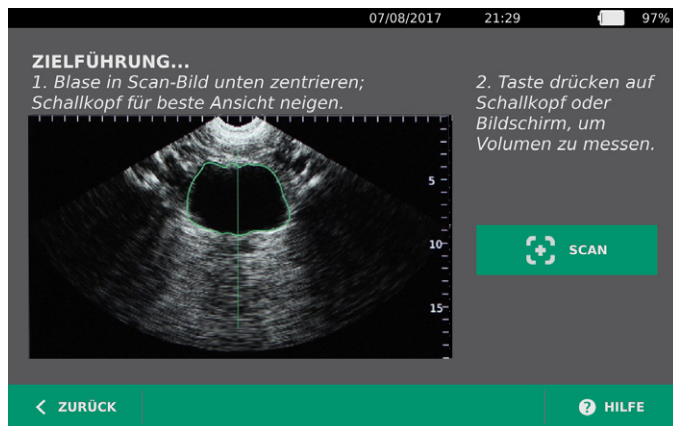 07/08/2017 21:29 97%
ZIELFÜHRUNG...
1. Blase in Scan-Bild unten zentrieren;
Schallkopf für beste Ansicht neigen.
2. Taste drücken auf
Schallkopf oder
Bildschirm, um
Volumen zu messen.
5
10
15
SCAN
ZURÜCK
? HILFE